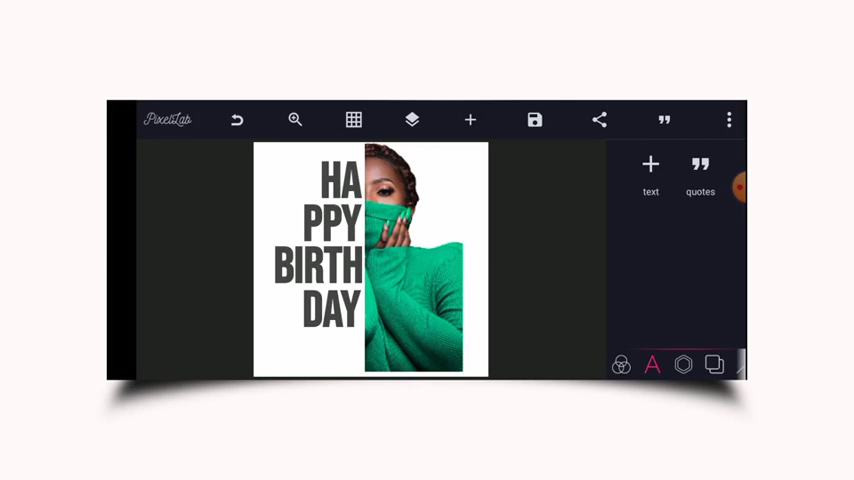 PixelLab
HA
PPY
BIRTH
DAY
text
quotes